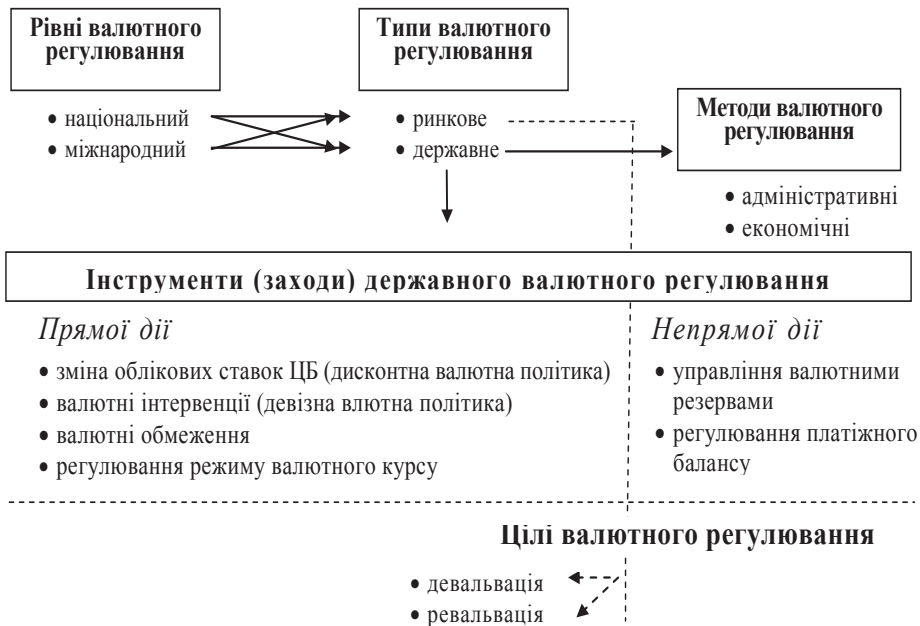 Рівні валютного
регулювання
• національний
• міжнародний
Типи валютного
регулювання
• ринкове
• державне
Методи валютного
регулювання
• адміністративні
• економічні
Інструменти (заходи) державного валютного регулювання
Прямої дії
• зміна облікових ставок ЦБ (дисконтна валютна політика)
• валютні інтервенції (девізна влютна політика)
• валютні обмеження
• регулювання режиму валютного курсу
Непрямої дії
• управління валютними
резервами
• регулювання платіжного
балансу
Цілі валютного регулювання
• девальвація
• ревальвація